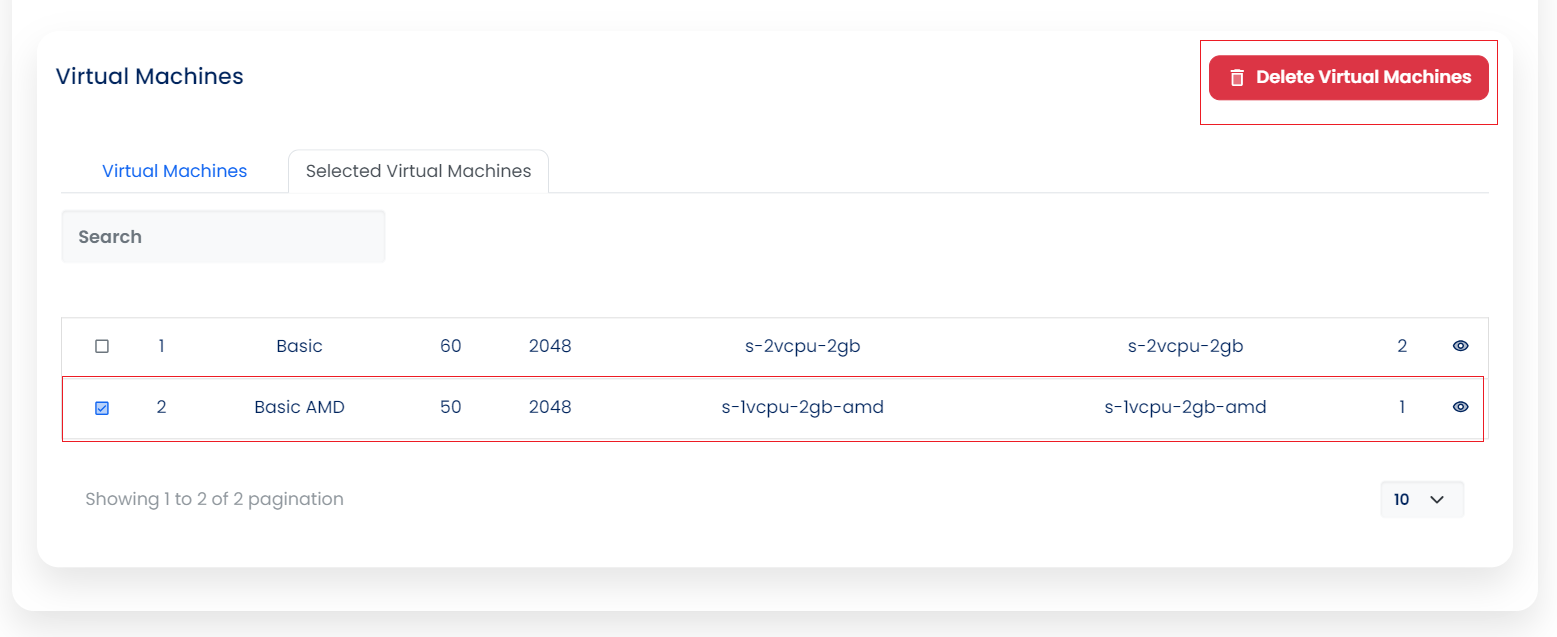 Virtual Machines
Delete Virtual Machines
Virtual Machines
Selected Virtual Machines
Search
1 Basic 60 2048 s-2vcpu-2gb s-2vcpu-2gb 2
2 Basic AMD 50 2048 s-1vcpu-2gb-amd s-1vcpu-2gb-amd 1
Showing 1 to 2 of 2 pagination
10